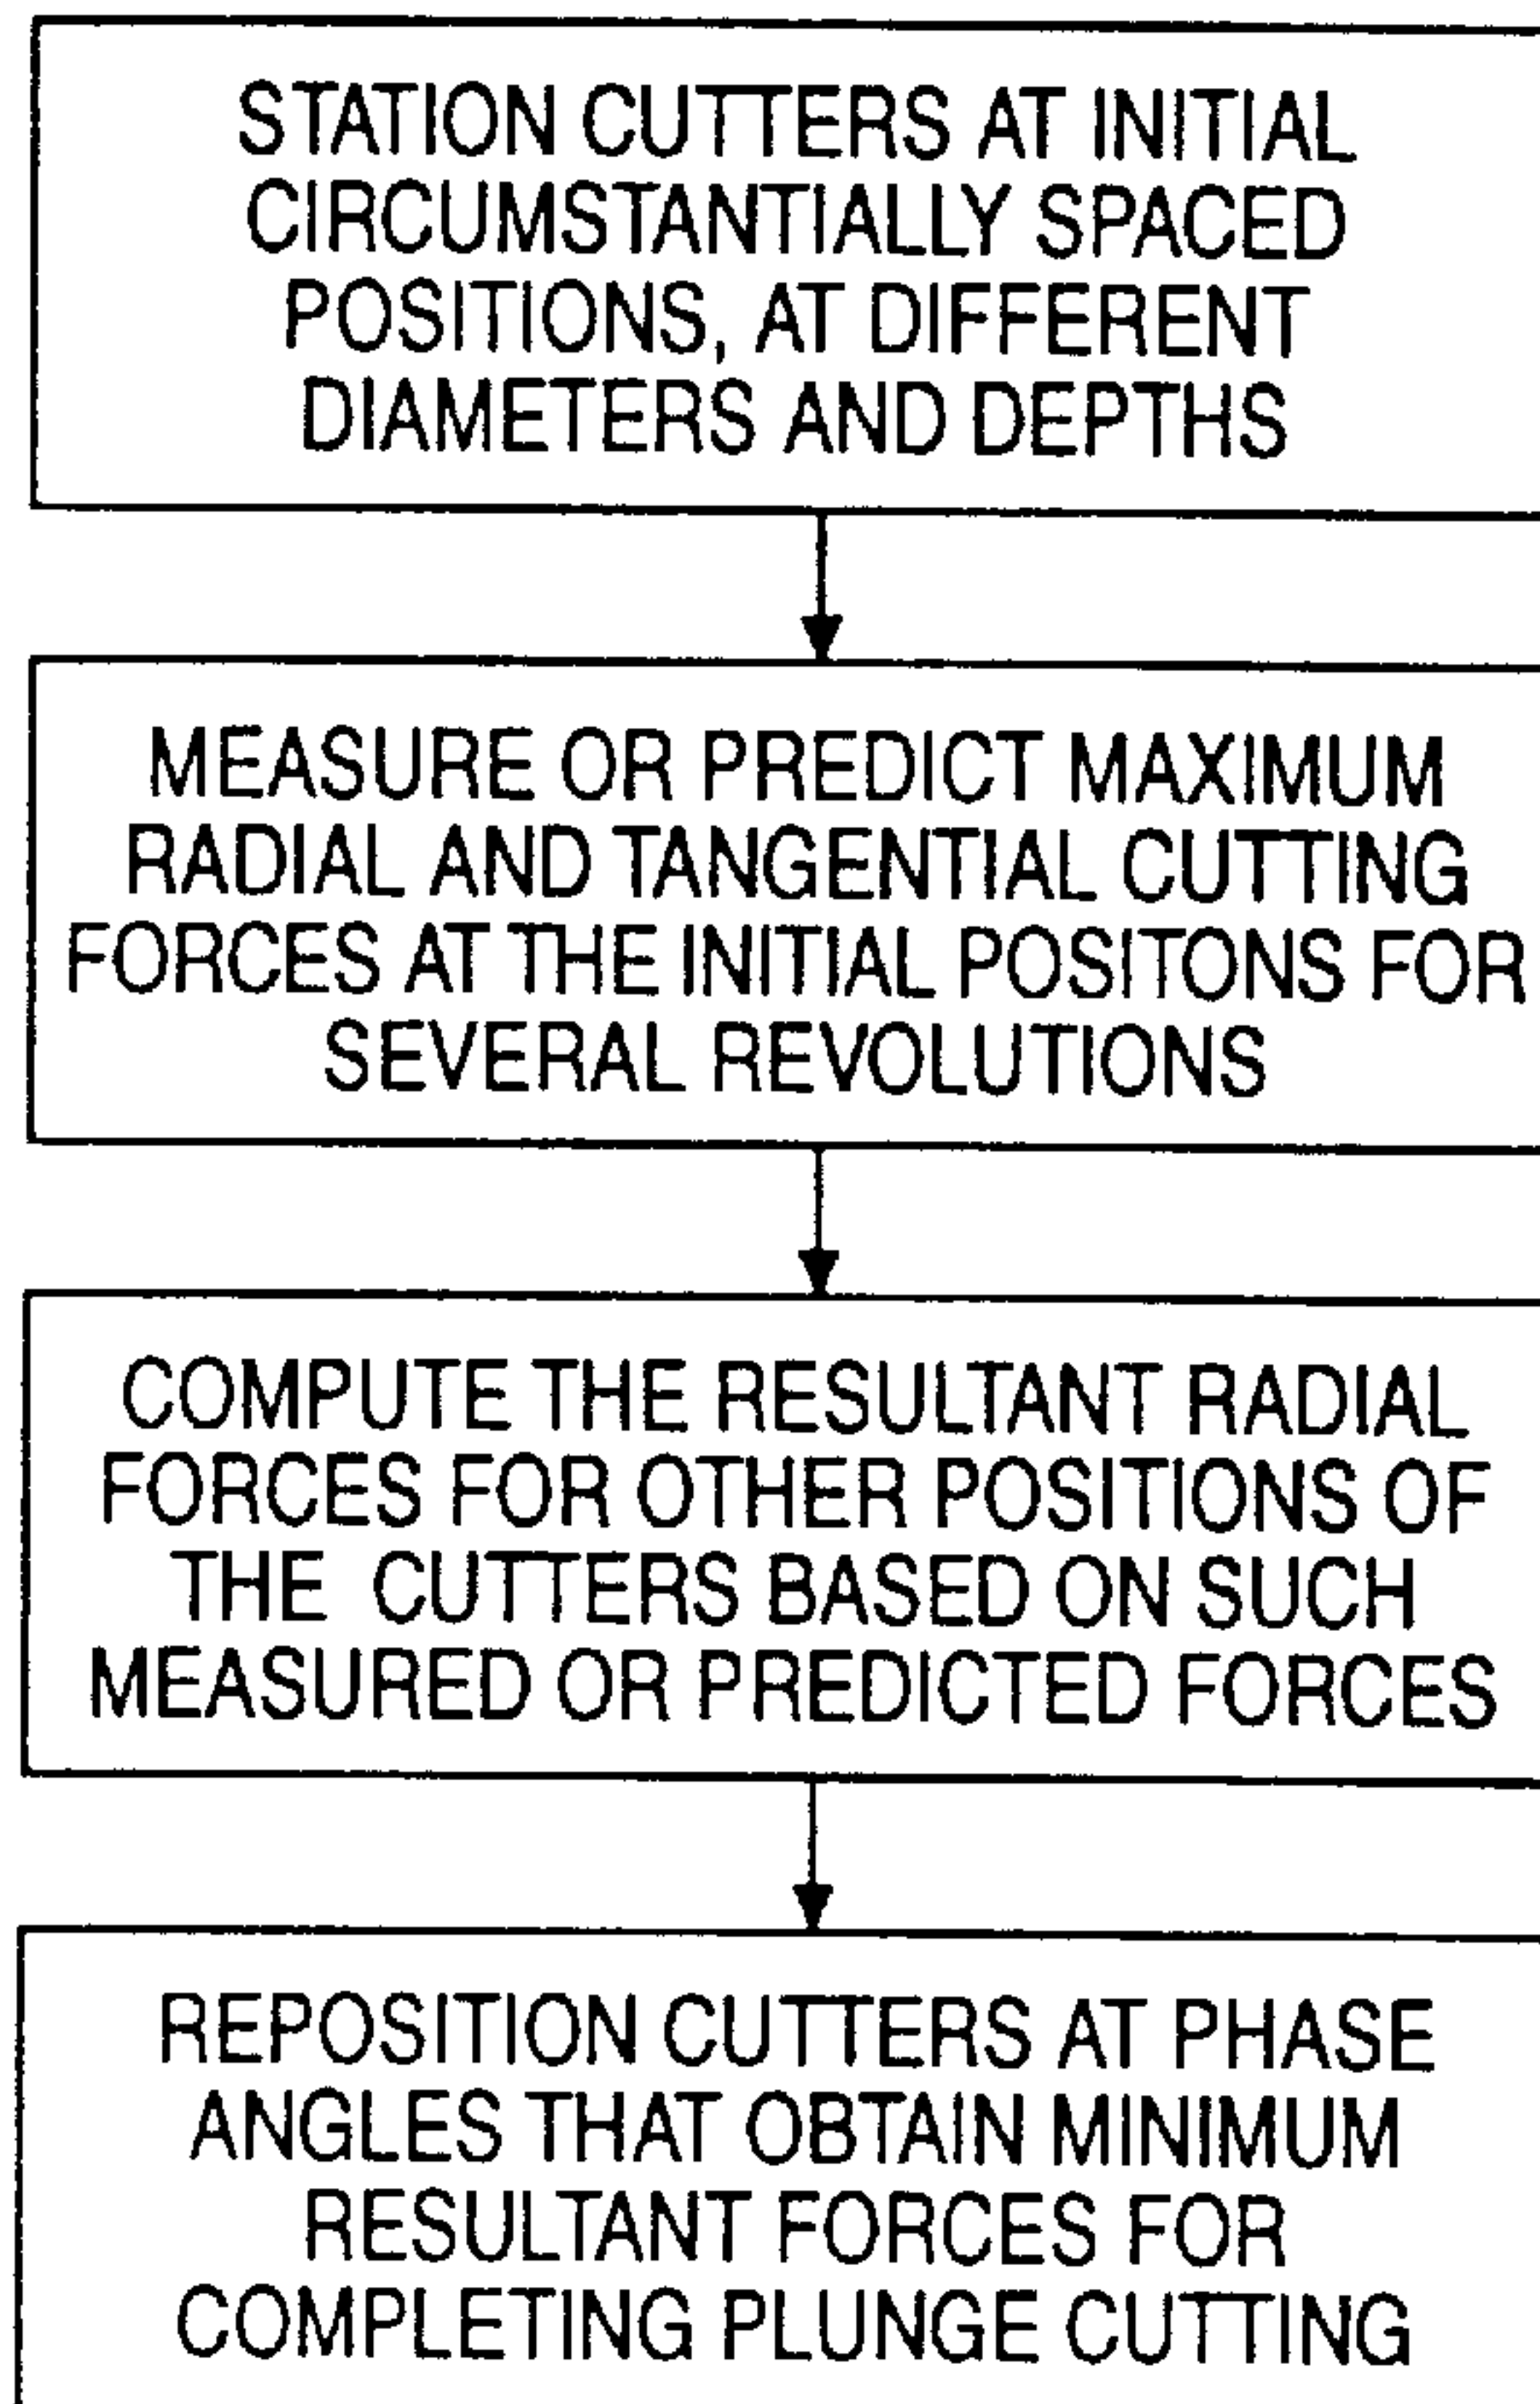 STATION CUTTERS AT INITIAL
CIRCUMSTANTIALLY SPACED
POSITIONS, AT DIFFERENT
DIAMETERS AND DEPTHS
MEASURE OR PREDICT MAXIMUM
RADIAL AND TANGENTIAL CUTTING
FORCES AT THE INITIAL POSITONS FOR
SEVERAL REVOLUTIONS
COMPUTE THE RESULTANT RADIAL
FORCES FOR OTHER POSITIONS OF
THE CUTTERS BASED ON SUCH
MEASURED OR PREDICTED FORCES
REPOSITION CUTTERS AT PHASE
ANGLES THAT OBTAIN MINIMUM
RESULTANT FORCES FOR
COMPLETING PLUNGE CUTTING